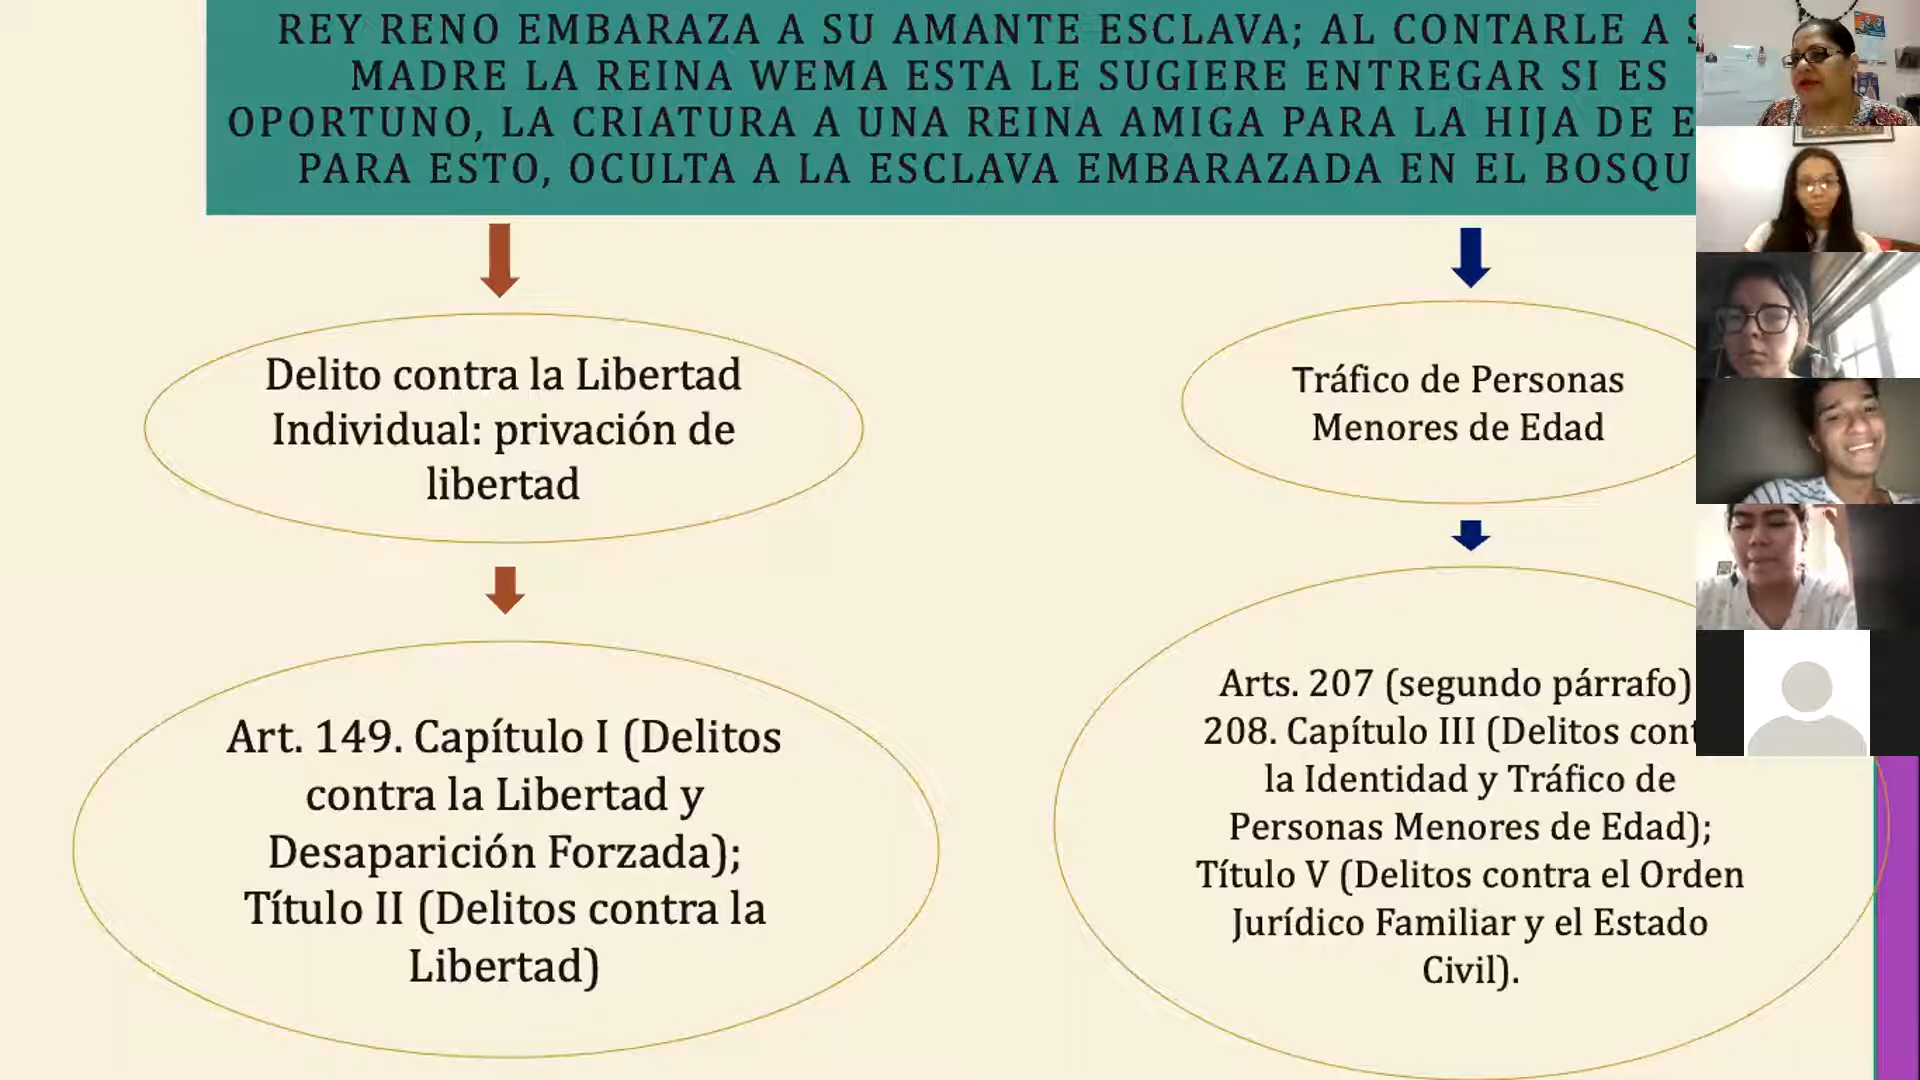 REY RENO EMBARAZA A SU AMANTE ESCLAVA; AL CONTARLE A
MADRE LA REINA WEMA ESTA LE SUGIERE ENTREGAR SI ES
OPORTUNO, LA CRIATURA A UNA REINA AMIGA PARA LA HIJA DE
PARA ESTO, OCULTA A LA ESCLAVA EMBARAZADA EN EL BOSQU
Delito contra la Libertad
Individual: privación de
libertad
Art. 149. Capítulo I (Delitos
contra la Libertad y
Desaparición Forzada);
Título II (Delitos contra la
Libertad)
Tráfico de Personas
Menores de Edad
Arts. 207 (segundo párrafo)
208. Capítulo III (Delitos cont
la Identidad y Tráfico de
Personas Menores de Edad);
Título V (Delitos contra el Orden
Jurídico Familiar y el Estado
Civil).